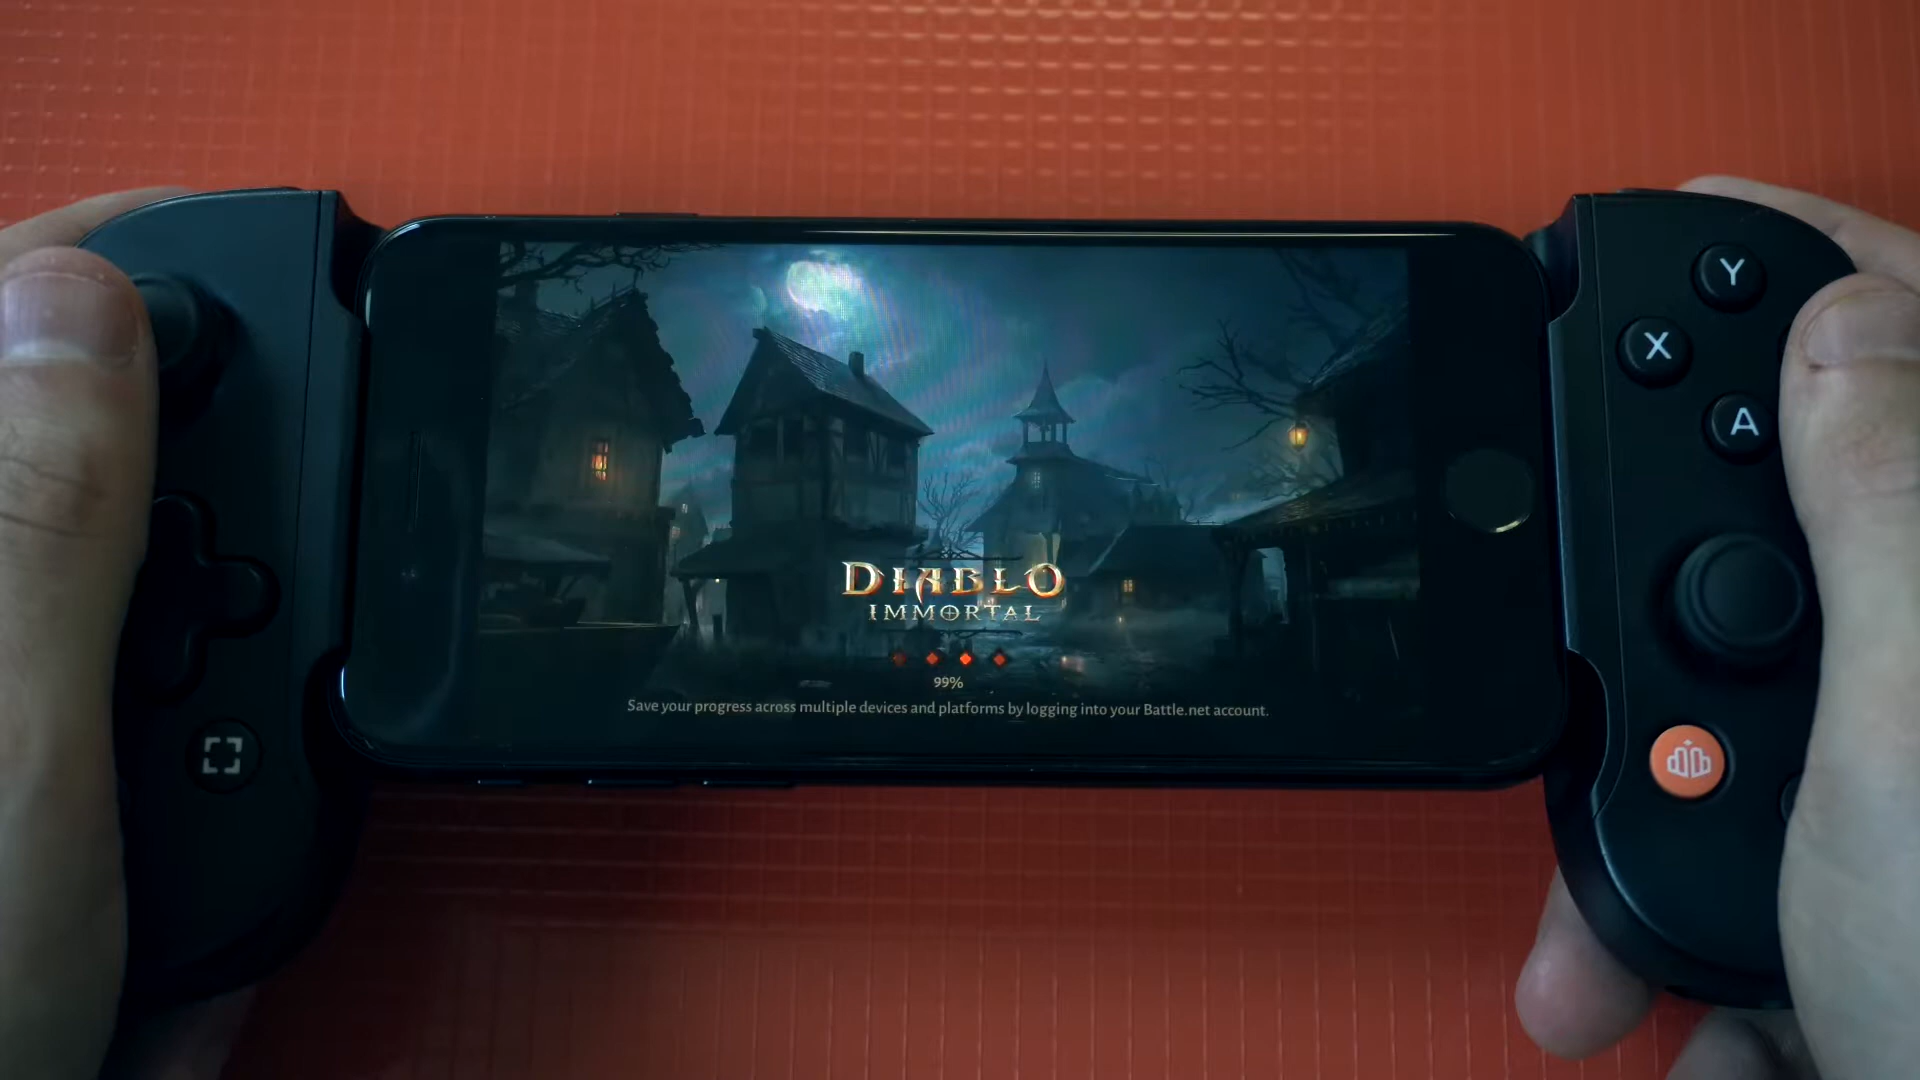 Y
X
A
DIABLO
IMMORTAL
99%
Save your progress across multiple devices and platforms by logging into your Battle.net account.